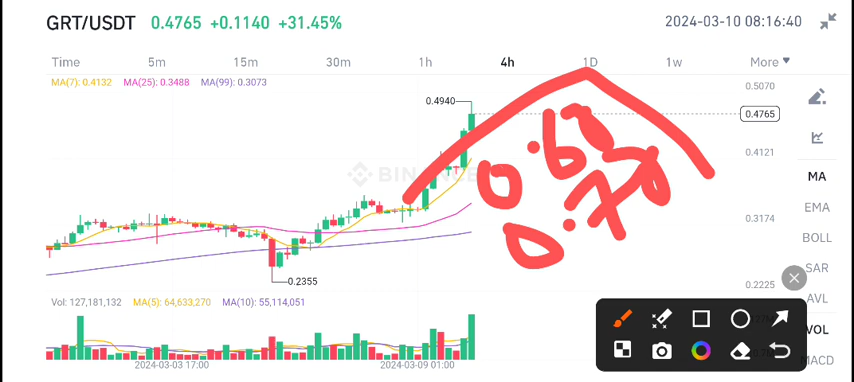 GRT/USDT 0.4765 +0.1140 +31.45% 2024-03-10 08:16:40
Time 5m 15m 30m 1h 4h 1D 1w More
MA(7): 0.4132 MA(25): 0.3488 MA(99): 0.3073
0.5070
0.4940
0.4765
0.4121
BINANCE
MA
0.60
0.70
EMA
0.3174
BOLL
SAR
0.2355
0.2225
AVL
Vol: 127,181,132 MA(5): 64,633,270 MA(10): 55,114,051
VOL
MACD
2024-03-03 17:00 2024-03-09 01:00